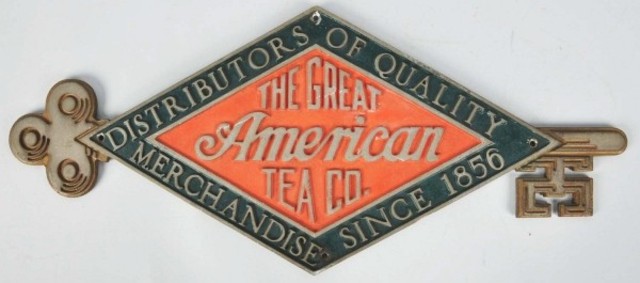 DISTRIBUTORS OF QUALITY
THE GREAT
American
TEA CO.
MERCHANDISE SINCE 1856